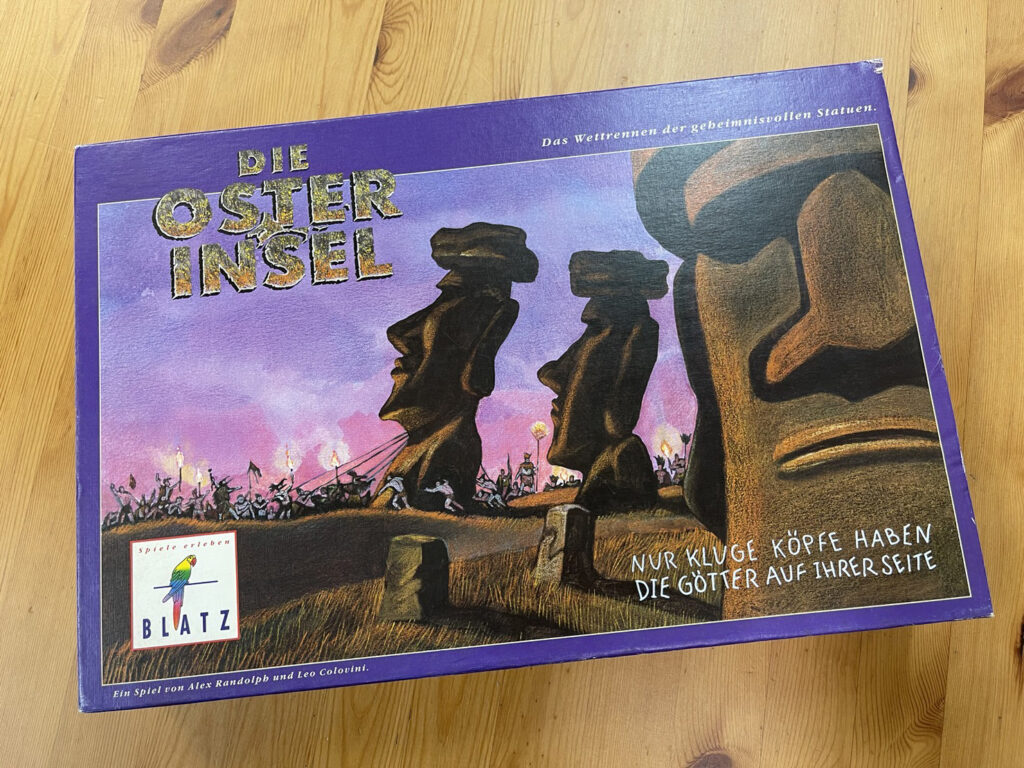 Das Wettrennen der geheimnisvollen Statuen.
DIE
OSTER
INSEL
NUR KLUGE KÖPFE HABEN
DIE GÖTTER AUF IHRER SEITE
Spiele erleben
BLATZ
Ein Spiel von Alex Randolph und Leo Colovini.